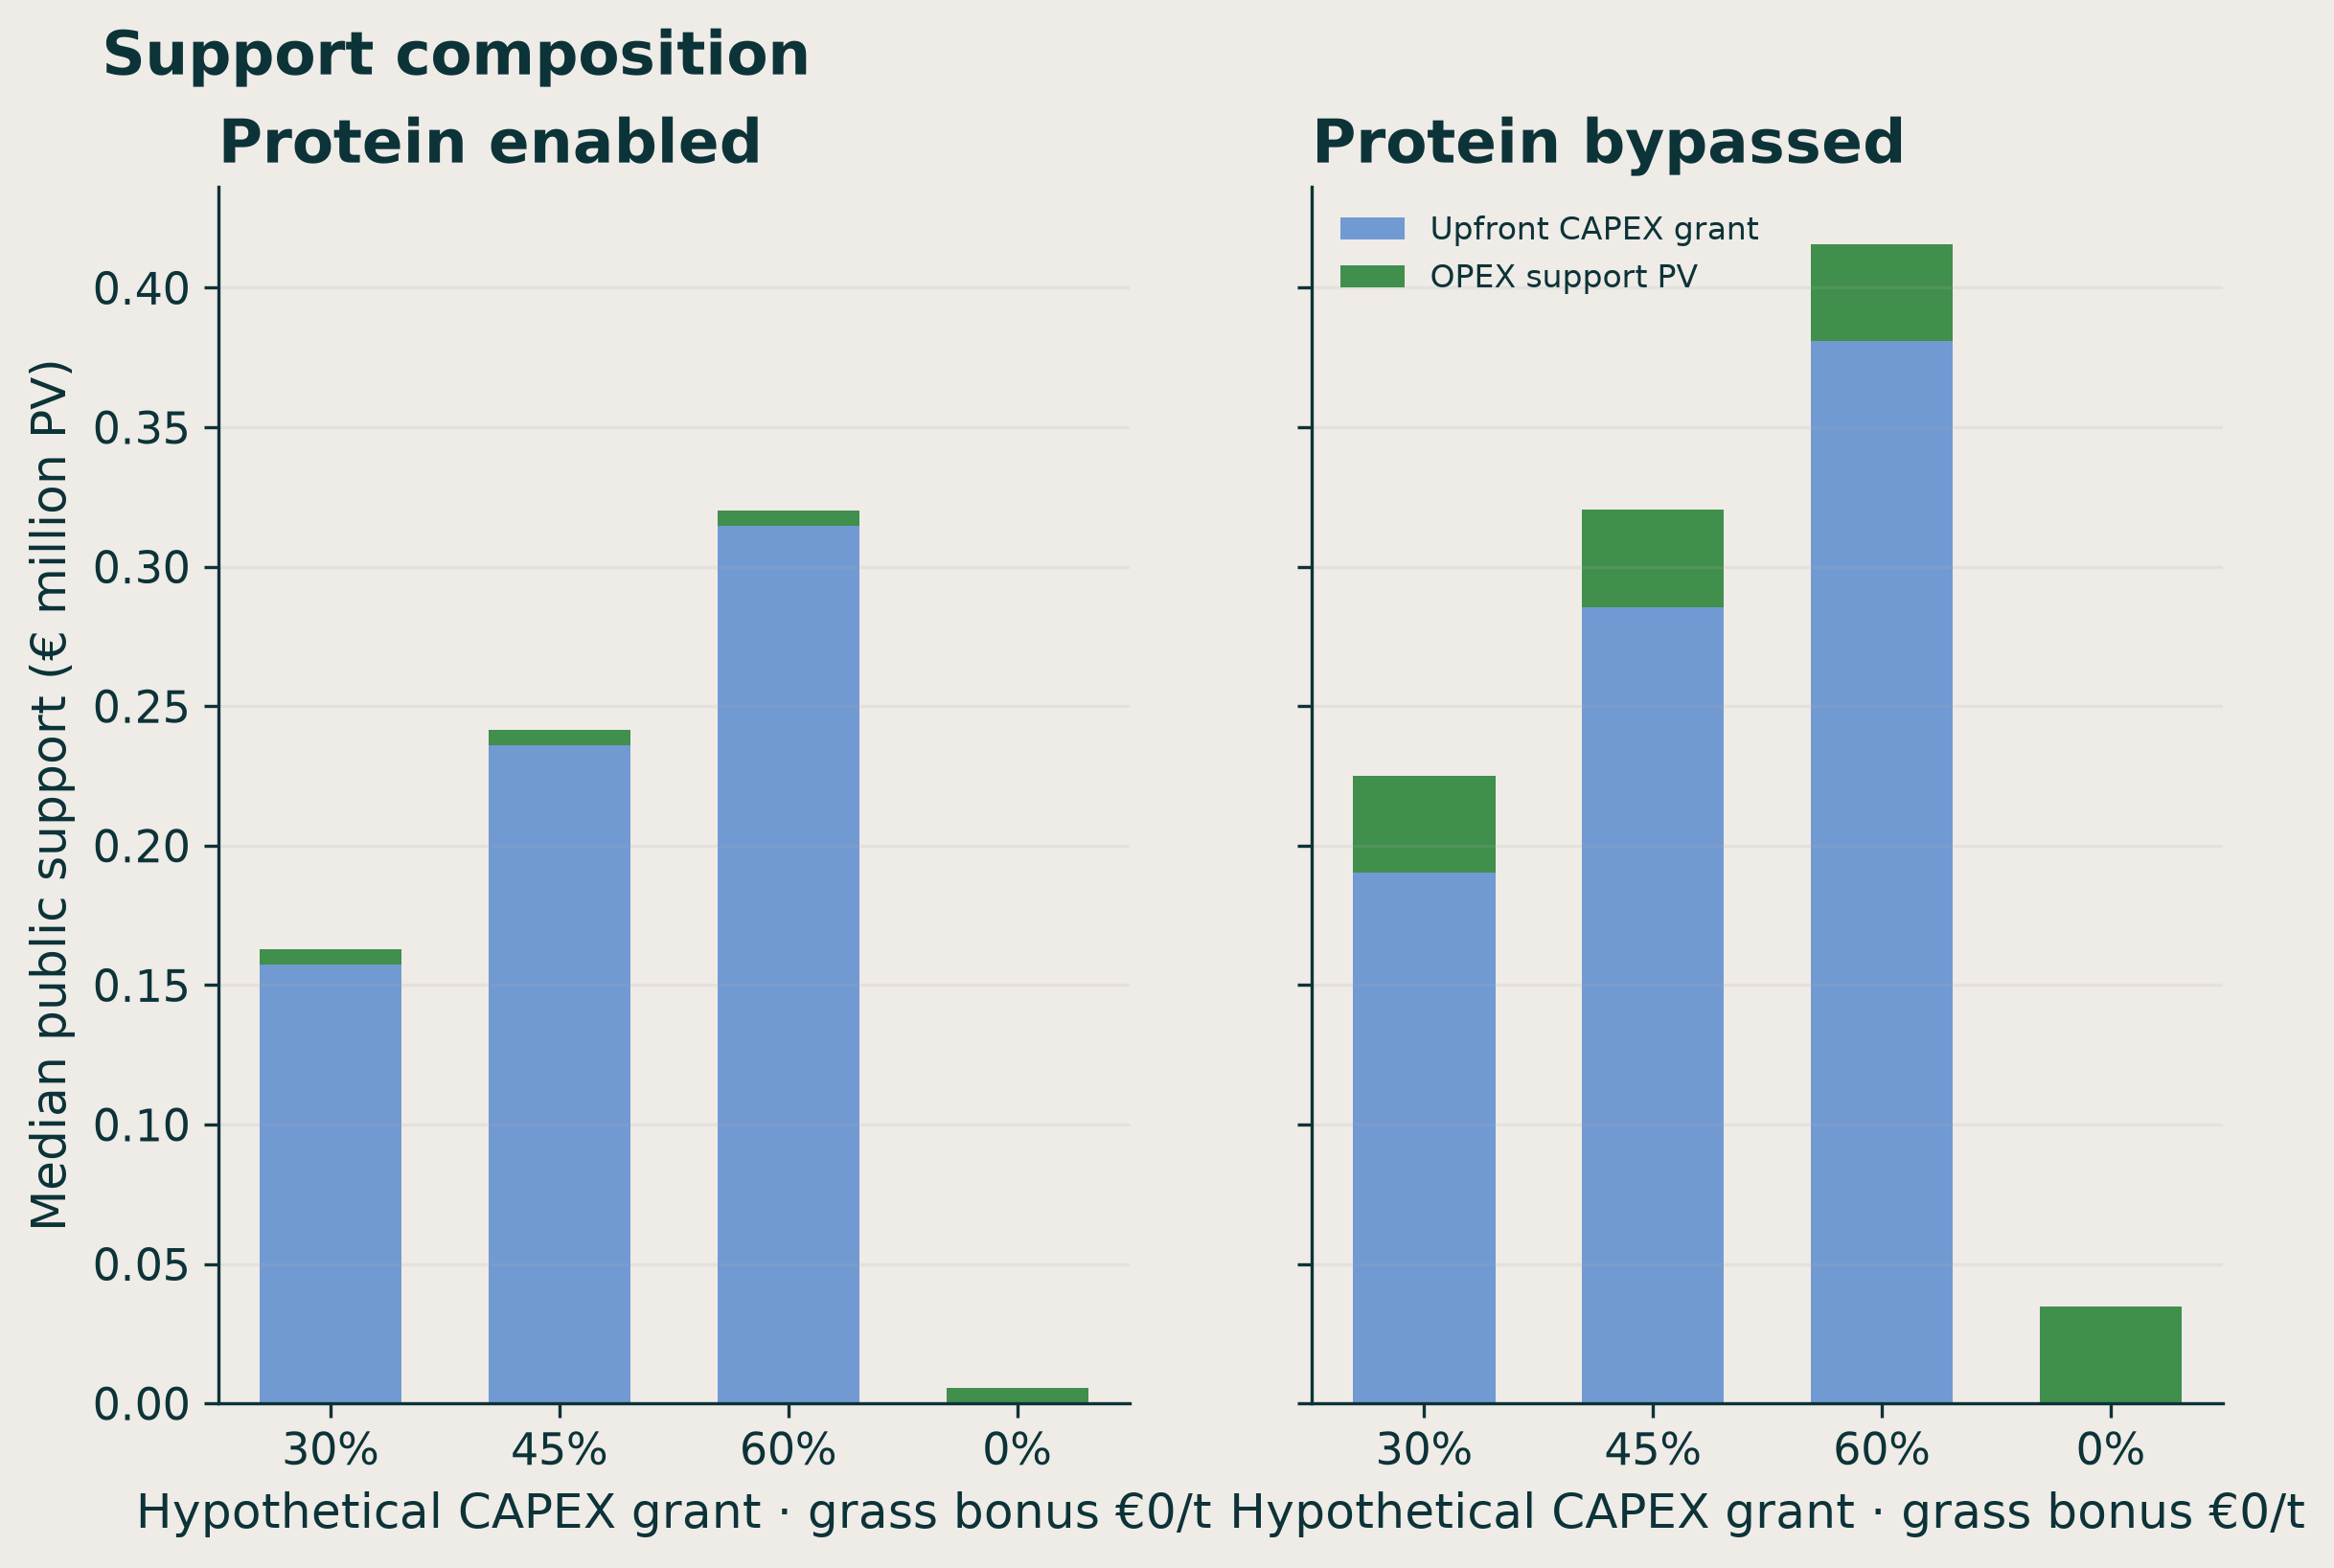 Support composition
Protein enabled
Protein bypassed
Upfront CAPEX grant
OPEX support PV
Median public support (€ million PV)
0.40
0.35
0.30
0.25
0.20
0.15
0.10
0.05
0.00
30% 45% 60% 0%
30% 45% 60% 0%
Hypothetical CAPEX grant · grass bonus €0/t
Hypothetical CAPEX grant · grass bonus €0/t